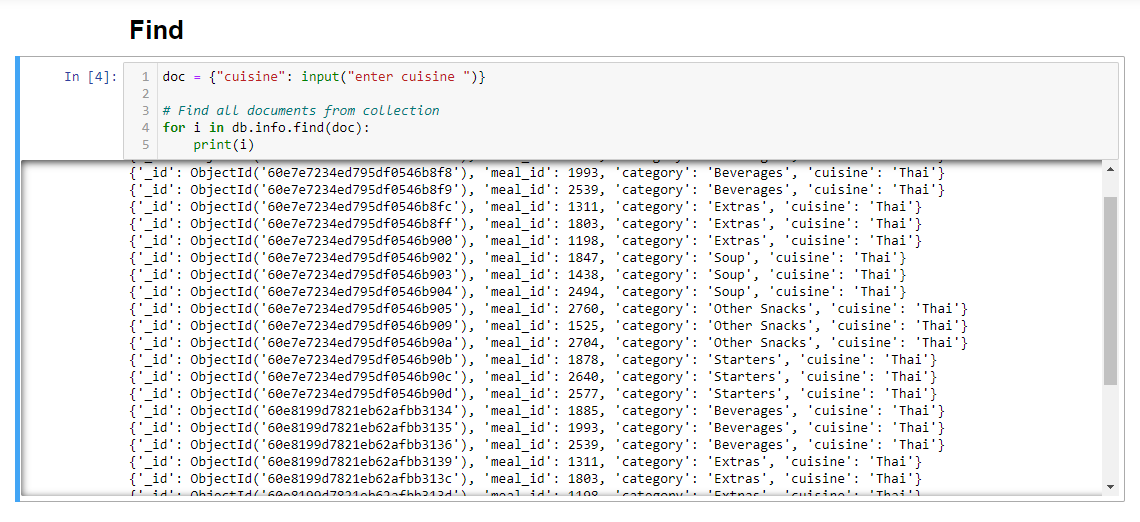 Find
In [4]:
1 doc = {"cuisine": input("enter cuisine ")}
2
3 # Find all documents from collection
4 for i in db.info.find(doc):
5     print(i)
{'_id': ObjectId('60e7e7234ed795df0546b8f8'), 'meal_id': 1993, 'category': 'Beverages', 'cuisine': 'Thai'}
{'_id': ObjectId('60e7e7234ed795df0546b8f9'), 'meal_id': 2539, 'category': 'Beverages', 'cuisine': 'Thai'}
{'_id': ObjectId('60e7e7234ed795df0546b8fc'), 'meal_id': 1311, 'category': 'Extras', 'cuisine': 'Thai'}
{'_id': ObjectId('60e7e7234ed795df0546b8ff'), 'meal_id': 1803, 'category': 'Extras', 'cuisine': 'Thai'}
{'_id': ObjectId('60e7e7234ed795df0546b900'), 'meal_id': 1198, 'category': 'Extras', 'cuisine': 'Thai'}
{'_id': ObjectId('60e7e7234ed795df0546b902'), 'meal_id': 1847, 'category': 'Soup', 'cuisine': 'Thai'}
{'_id': ObjectId('60e7e7234ed795df0546b903'), 'meal_id': 1438, 'category': 'Soup', 'cuisine': 'Thai'}
{'_id': ObjectId('60e7e7234ed795df0546b904'), 'meal_id': 2494, 'category': 'Soup', 'cuisine': 'Thai'}
{'_id': ObjectId('60e7e7234ed795df0546b905'), 'meal_id': 2760, 'category': 'Other Snacks', 'cuisine': 'Thai'}
{'_id': ObjectId('60e7e7234ed795df0546b909'), 'meal_id': 1525, 'category': 'Other Snacks', 'cuisine': 'Thai'}
{'_id': ObjectId('60e7e7234ed795df0546b90a'), 'meal_id': 2704, 'category': 'Other Snacks', 'cuisine': 'Thai'}
{'_id': ObjectId('60e7e7234ed795df0546b90b'), 'meal_id': 1878, 'category': 'Starters', 'cuisine': 'Thai'}
{'_id': ObjectId('60e7e7234ed795df0546b90c'), 'meal_id': 2640, 'category': 'Starters', 'cuisine': 'Thai'}
{'_id': ObjectId('60e7e7234ed795df0546b90d'), 'meal_id': 2577, 'category': 'Starters', 'cuisine': 'Thai'}
{'_id': ObjectId('60e8199d7821eb62afbb3134'), 'meal_id': 1885, 'category': 'Beverages', 'cuisine': 'Thai'}
{'_id': ObjectId('60e8199d7821eb62afbb3135'), 'meal_id': 1993, 'category': 'Beverages', 'cuisine': 'Thai'}
{'_id': ObjectId('60e8199d7821eb62afbb3136'), 'meal_id': 2539, 'category': 'Beverages', 'cuisine': 'Thai'}
{'_id': ObjectId('60e8199d7821eb62afbb3139'), 'meal_id': 1311, 'category': 'Extras', 'cuisine': 'Thai'}
{'_id': ObjectId('60e8199d7821eb62afbb313c'), 'meal_id': 1803, 'category': 'Extras', 'cuisine': 'Thai'}